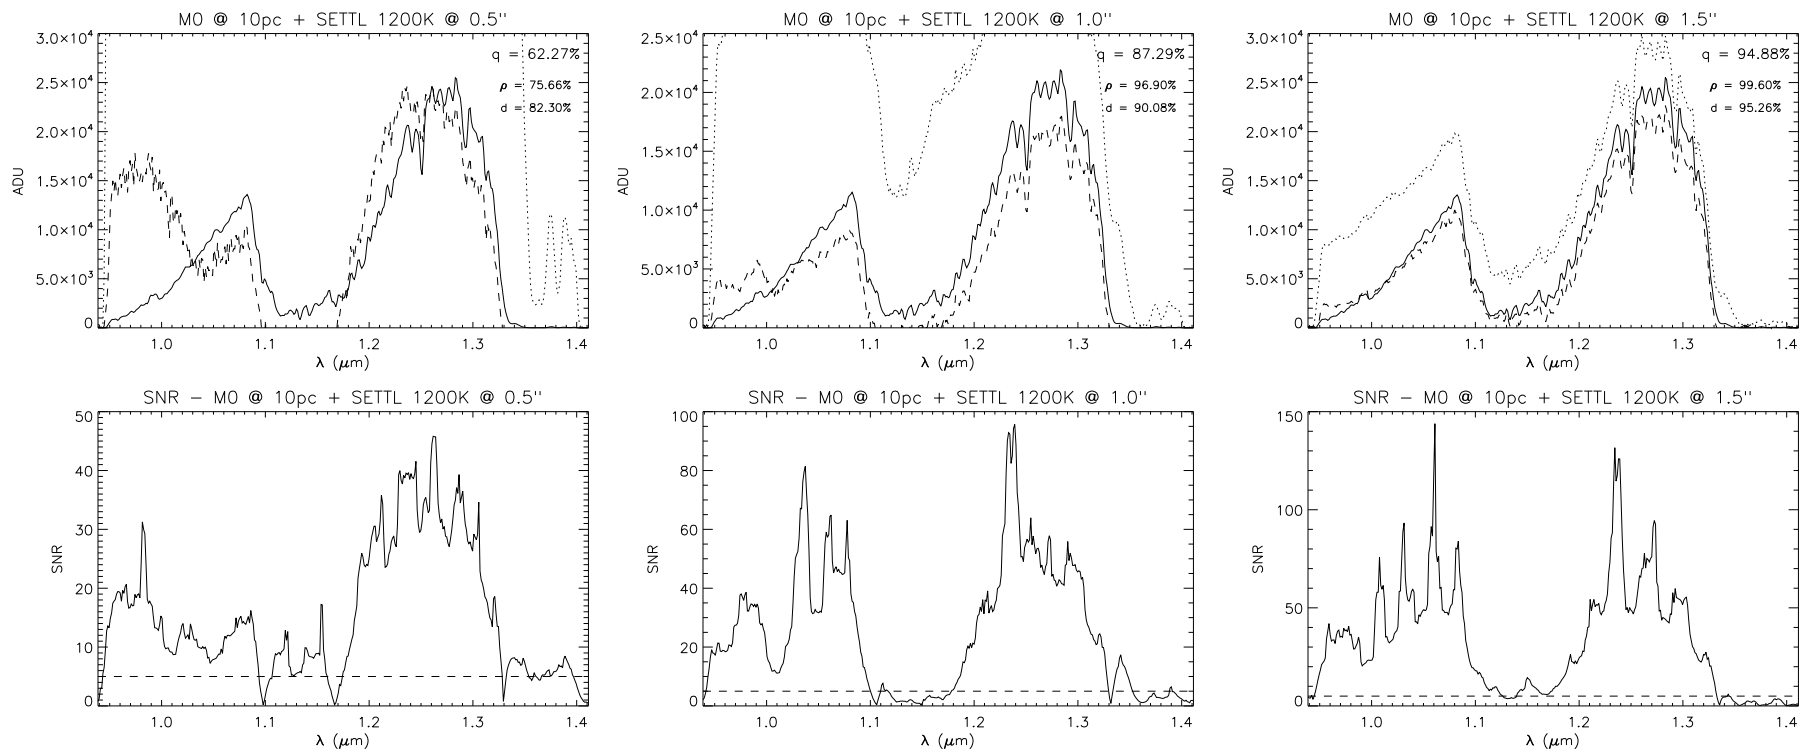 M0 @ 10pc + SETTL 1200K @ 0.5''
3.0×10⁴
2.5×10⁴
2.0×10⁴
1.5×10⁴
1.0×10⁴
5.0×10³
0
ADU
q = 62.27%
ρ = 75.66%
d = 82.30%
1.0 1.1 1.2 1.3 1.4
λ (μm)
M0 @ 10pc + SETTL 1200K @ 1.0''
2.5×10⁴
2.0×10⁴
1.5×10⁴
1.0×10⁴
5.0×10³
0
ADU
q = 87.29%
ρ = 96.90%
d = 90.08%
1.0 1.1 1.2 1.3 1.4
λ (μm)
M0 @ 10pc + SETTL 1200K @ 1.5''
3.0×10⁴
2.5×10⁴
2.0×10⁴
1.5×10⁴
1.0×10⁴
5.0×10³
0
ADU
q = 94.88%
ρ = 99.60%
d = 95.26%
1.0 1.1 1.2 1.3 1.4
λ (μm)
SNR − M0 @ 10pc + SETTL 1200K @ 0.5''
50
40
30
20
10
0
SNR
1.0 1.1 1.2 1.3 1.4
λ (μm)
SNR − M0 @ 10pc + SETTL 1200K @ 1.0''
100
80
60
40
20
0
SNR
1.0 1.1 1.2 1.3 1.4
λ (μm)
SNR − M0 @ 10pc + SETTL 1200K @ 1.5''
150
100
50
0
SNR
1.0 1.1 1.2 1.3 1.4
λ (μm)